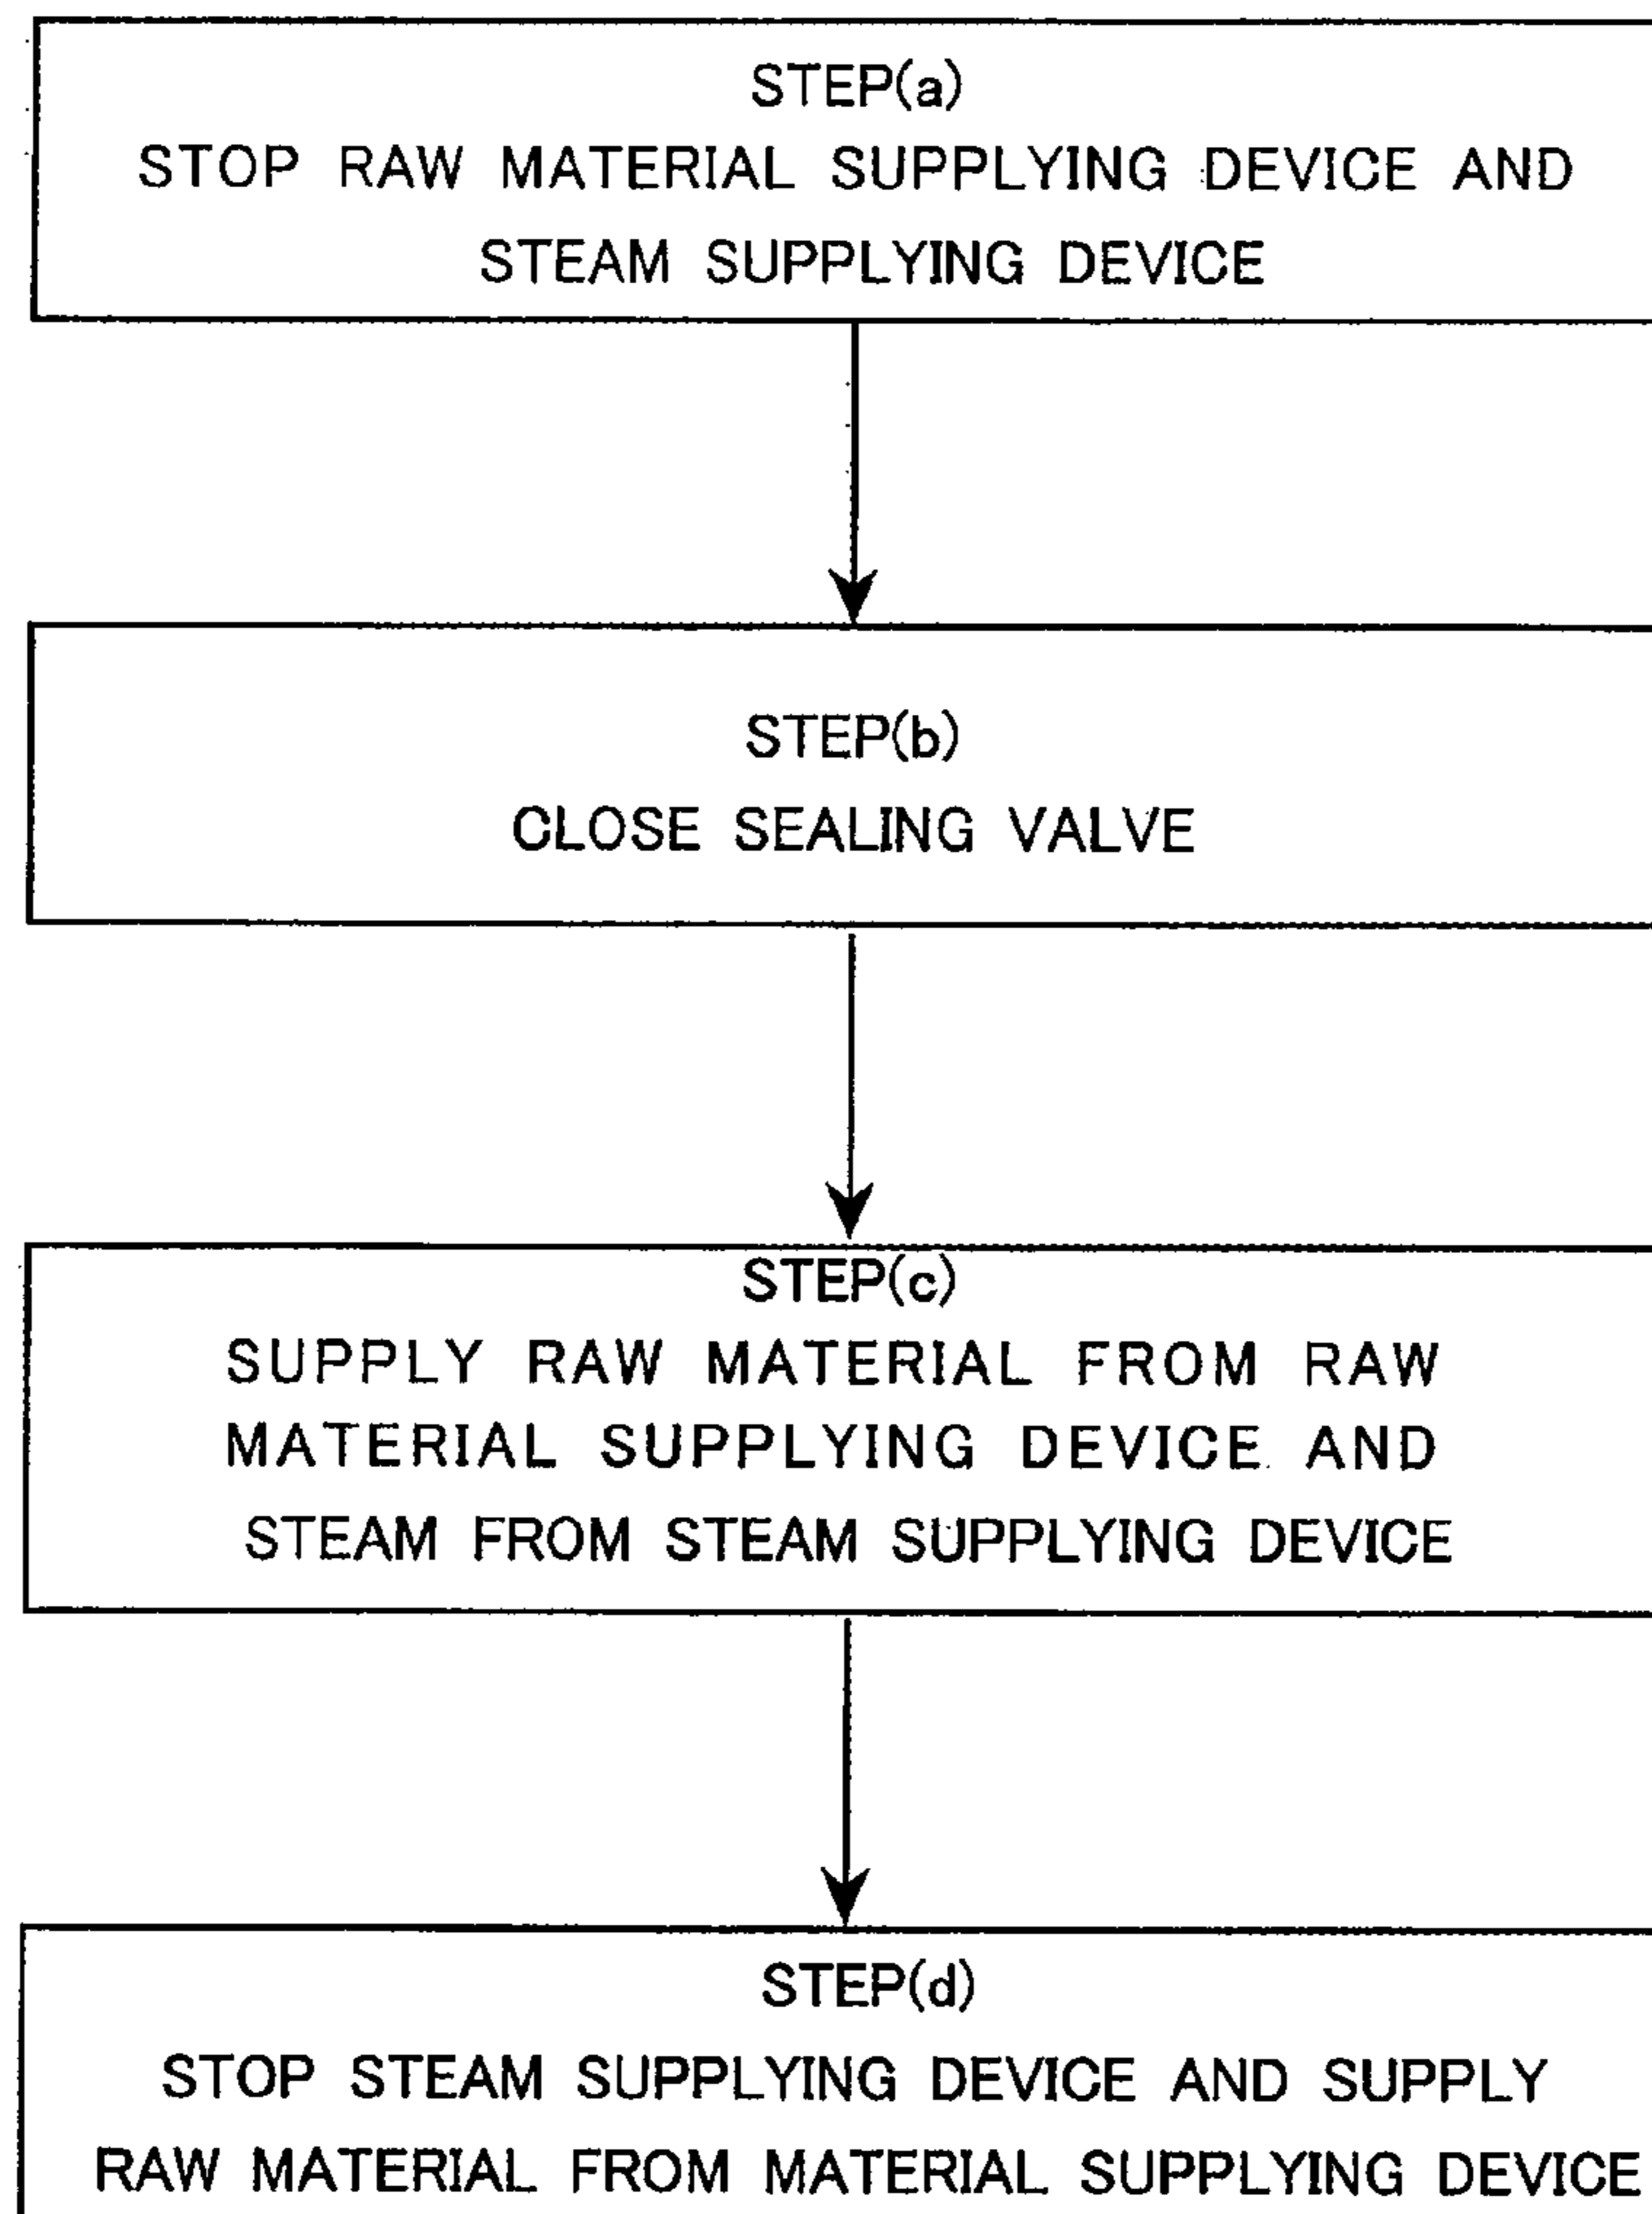 STEP(a)
STOP RAW MATERIAL SUPPLYING DEVICE AND
STEAM SUPPLYING DEVICE
STEP(b)
CLOSE SEALING VALVE
STEP(c)
SUPPLY RAW MATERIAL FROM RAW
MATERIAL SUPPLYING DEVICE AND
STEAM FROM STEAM SUPPLYING DEVICE
STEP(d)
STOP STEAM SUPPLYING DEVICE AND SUPPLY
RAW MATERIAL FROM MATERIAL SUPPLYING DEVICE